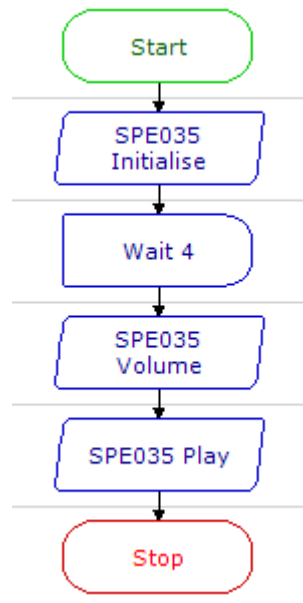 Start
SPE035
Initialise
Wait 4
SPE035
Volume
SPE035 Play
Stop